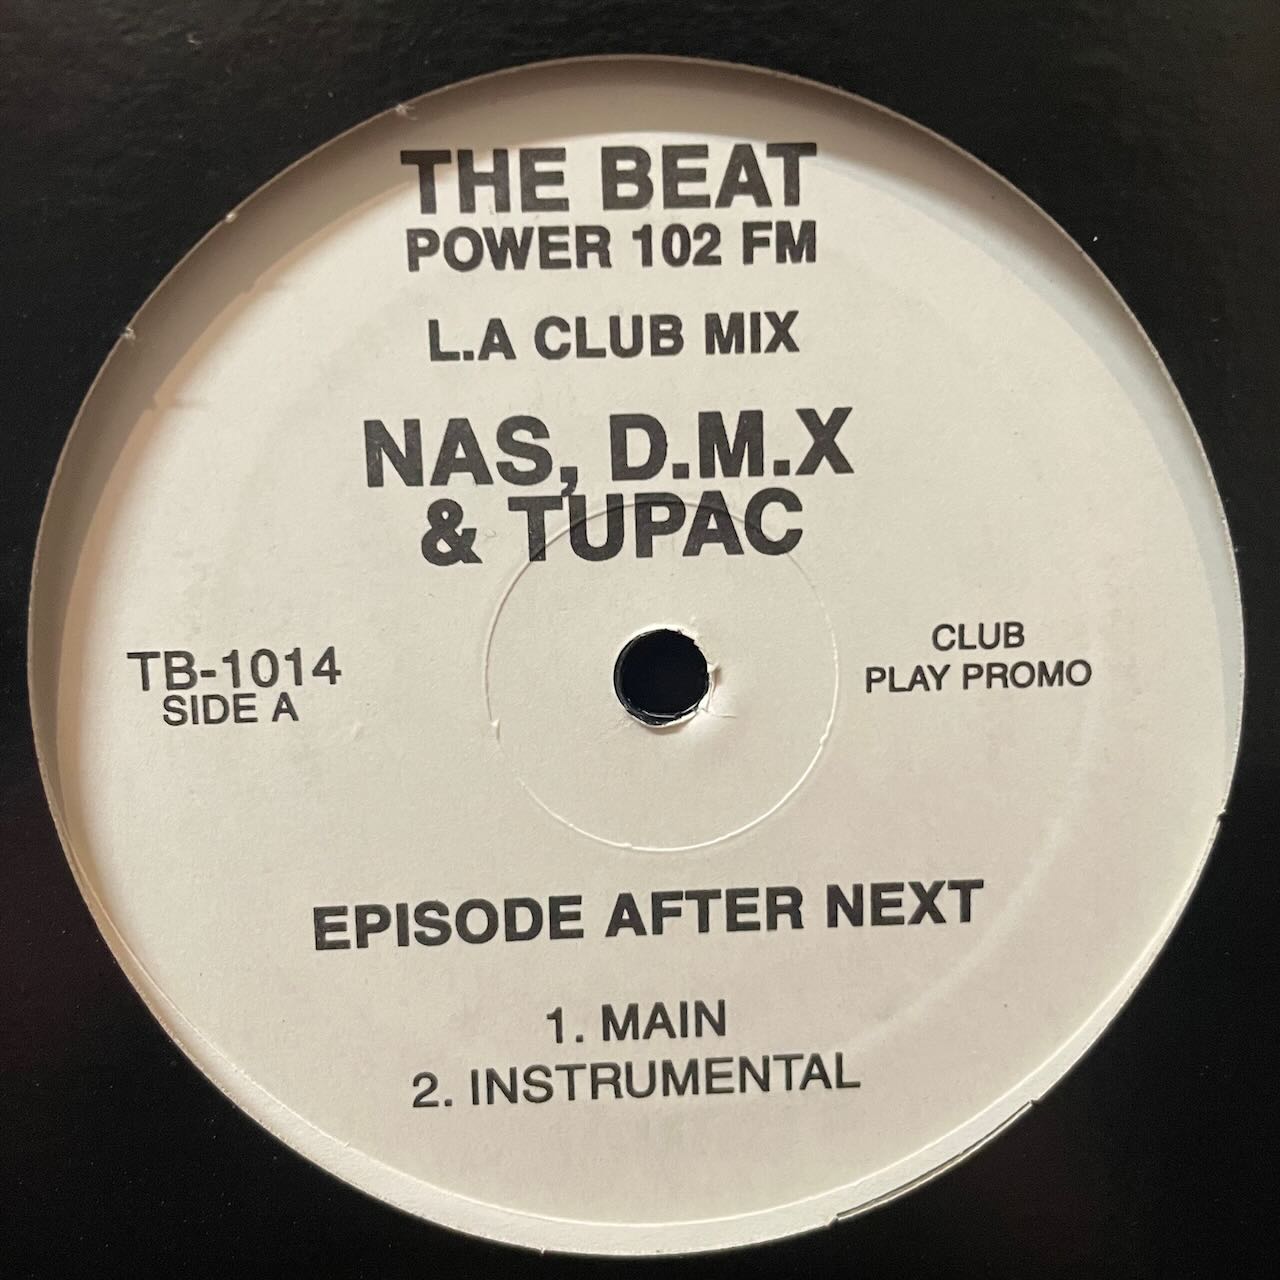 THE BEAT
POWER 102 FM
L.A CLUB MIX
NAS, D.M.X
& TUPAC
TB-1014
SIDE A
CLUB
PLAY PROMO
EPISODE AFTER NEXT
1. MAIN
2. INSTRUMENTAL